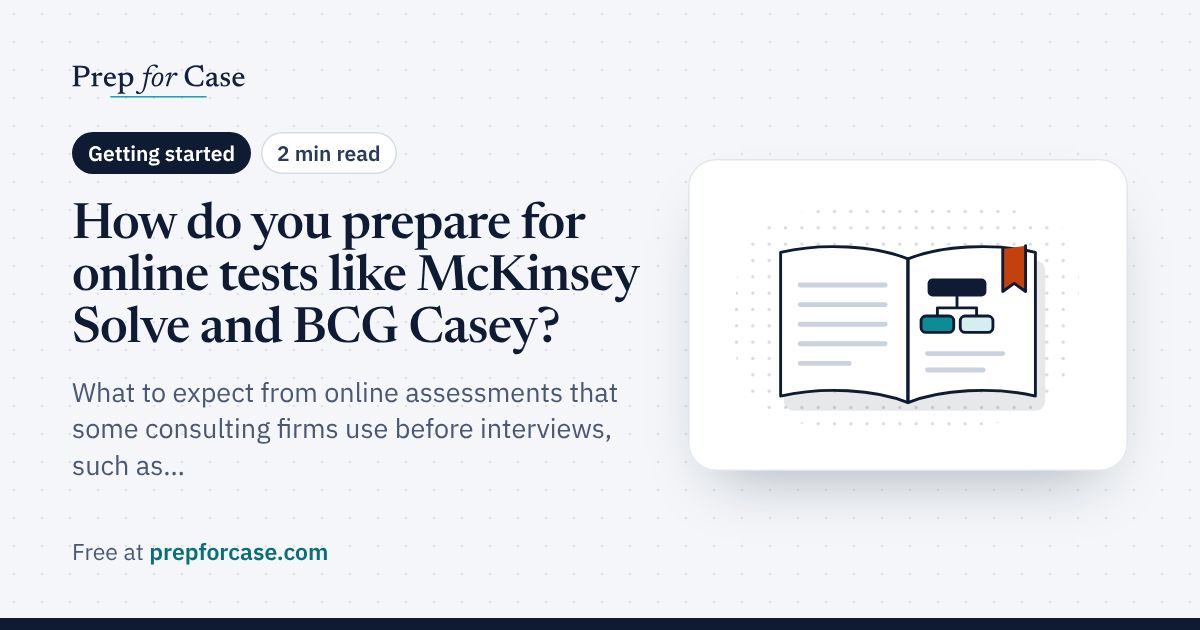 Prep for Case
Getting started
2 min read
How do you prepare for
online tests like McKinsey
Solve and BCG Casey?
What to expect from online assessments that
some consulting firms use before interviews,
such as...
Free at prepforcase.com